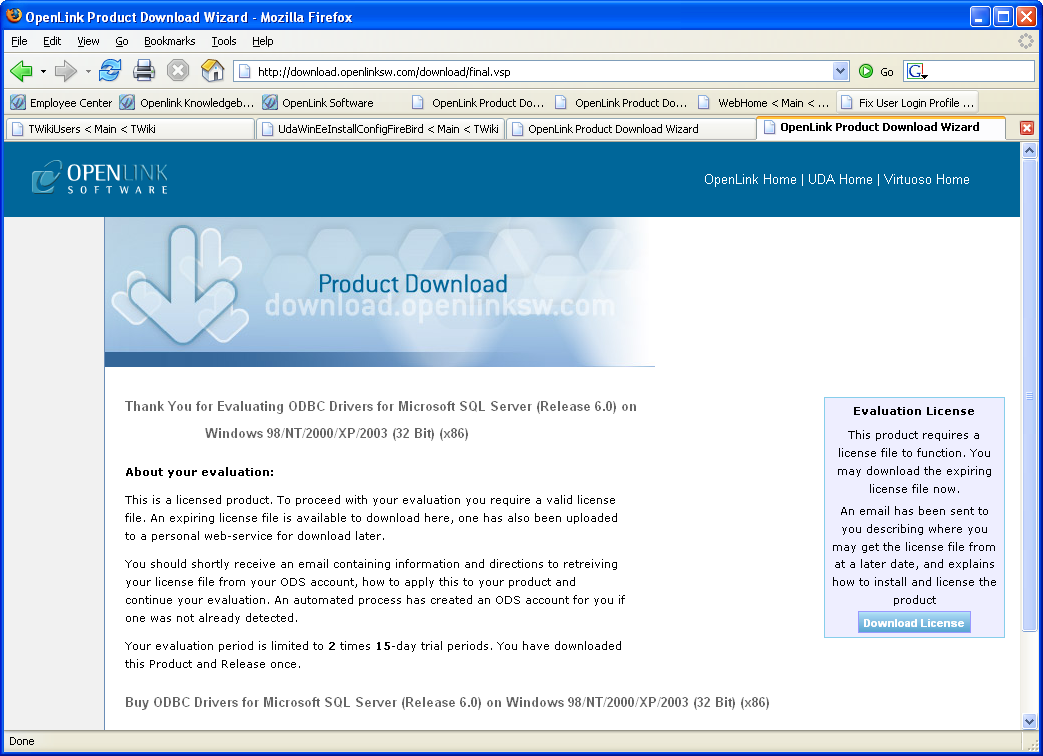 OpenLink Product Download Wizard - Mozilla Firefox
File Edit View Go Bookmarks Tools Help
http://download.openlinksw.com/download/final.vsp Go G
Employee Center Openlink Knowledgeb... OpenLink Software OpenLink Product Do... OpenLink Product Do... WebHome < Main < ... Fix User Login Profile ...
TWikiUsers < Main < TWiki UdaWinEeInstallConfigFireBird < Main < TWiki OpenLink Product Download Wizard OpenLink Product Download Wizard
OPENLINK
SOFTWARE
OpenLink Home | UDA Home | Virtuoso Home
Product Download
download.openlinksw.com
Thank You for Evaluating ODBC Drivers for Microsoft SQL Server (Release 6.0) on
Windows 98/NT/2000/XP/2003 (32 Bit) (x86)
About your evaluation:
This is a licensed product. To proceed with your evaluation you require a valid license
file. An expiring license file is available to download here, one has also been uploaded
to a personal web-service for download later.
You should shortly receive an email containing information and directions to retreiving
your license file from your ODS account, how to apply this to your product and
continue your evaluation. An automated process has created an ODS account for you if
one was not already detected.
Your evaluation period is limited to 2 times 15-day trial periods. You have downloaded
this Product and Release once.
Buy ODBC Drivers for Microsoft SQL Server (Release 6.0) on Windows 98/NT/2000/XP/2003 (32 Bit) (x86)
Evaluation License
This product requires a
license file to function. You
may download the expiring
license file now.
An email has been sent to
you describing where you
may get the license file from
at a later date, and explains
how to install and license the
product
Download License
Done